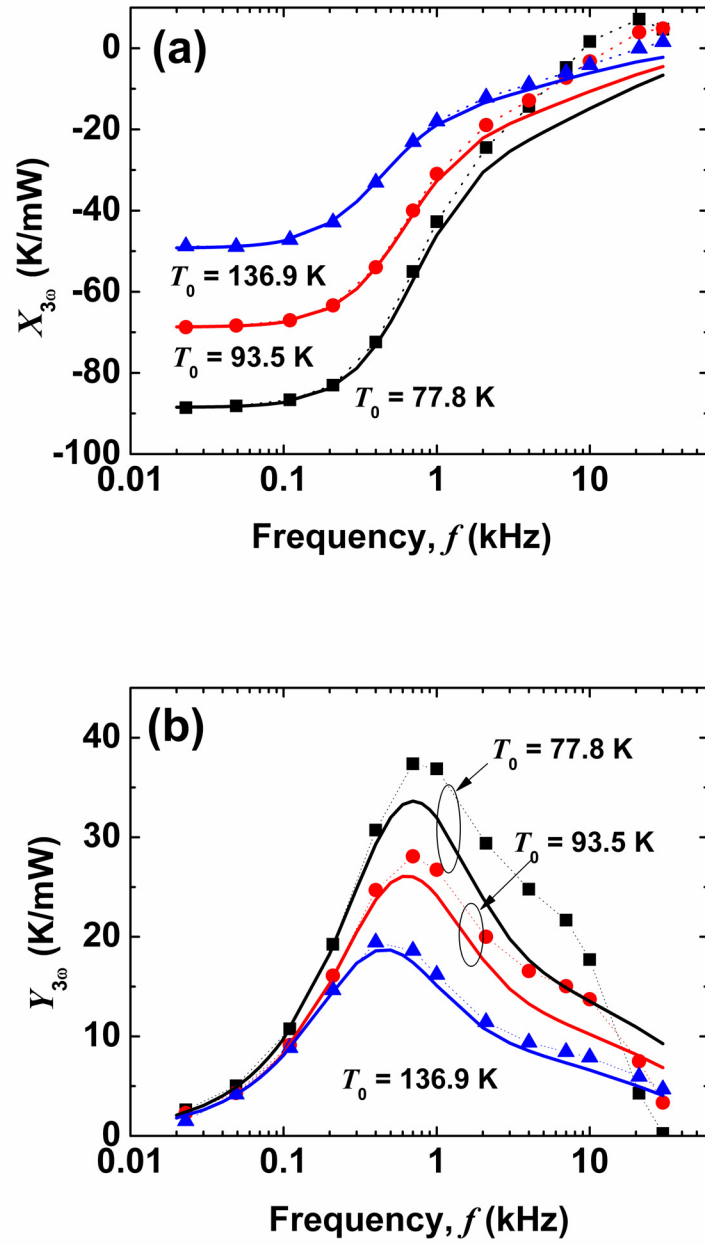 (a)
0
-20
-40
-60
-80
-100
X3ω (K/mW)
T0 = 136.9 K
T0 = 93.5 K
T0 = 77.8 K
0.01 0.1 1 10
Frequency, f (kHz)
(b)
40
30
20
10
0
Y3ω (K/mW)
T0 = 77.8 K
T0 = 93.5 K
T0 = 136.9 K
0.01 0.1 1 10
Frequency, f (kHz)